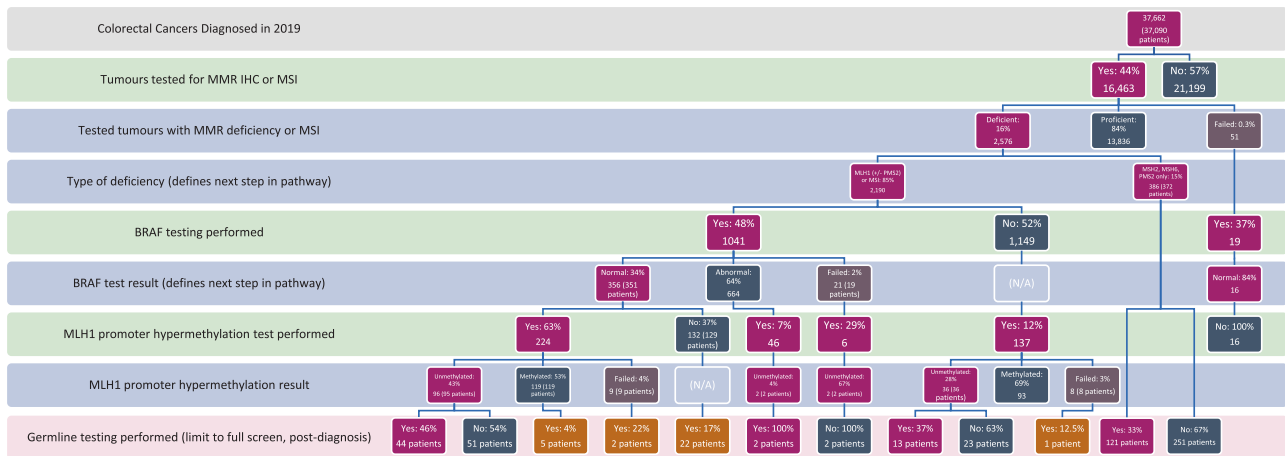 Colorectal Cancers Diagnosed in 2019
37,662
(37,090
patients)
Tumours tested for MMR IHC or MSI
Yes: 44%
16,463
No: 57%
21,199
Tested tumours with MMR deficiency or MSI
Deficient:
16%
2,576
Proficient:
84%
13,836
Failed: 0.3%
51
Type of deficiency (defines next step in pathway)
MLH1 (+/- PMS2)
or MSI: 85%
2,190
MSH2, MSH6,
PMS2 only: 15%
386 (372
patients)
BRAF testing performed
Yes: 48%
1041
No: 52%
1,149
Yes: 37%
19
BRAF test result (defines next step in pathway)
Normal: 34%
356 (351
patients)
Abnormal:
64%
664
Failed: 2%
21 (19
patients)
(N/A)
Normal: 84%
16
MLH1 promoter hypermethylation test performed
Yes: 63%
224
No: 37%
132 (129
patients)
Yes: 7%
46
Yes: 29%
6
Yes: 12%
137
No: 100%
16
MLH1 promoter hypermethylation result
Unmethylated:
43%
96 (95 patients)
Methylated: 53%
119 (119
patients)
Failed: 4%
9 (9 patients)
(N/A)
Unmethylated:
4%
2 (2 patients)
Unmethylated:
67%
2 (2 patients)
Unmethylated:
28%
36 (36
patients)
Methylated:
69%
93
Failed: 3%
8 (8 patients)
Germline testing performed (limit to full screen, post-diagnosis)
Yes: 46%
44 patients
No: 54%
51 patients
Yes: 4%
5 patients
Yes: 22%
2 patients
Yes: 17%
22 patients
Yes: 100%
2 patients
No: 100%
2 patients
Yes: 37%
13 patients
No: 63%
23 patients
Yes: 12.5%
1 patient
Yes: 33%
121 patients
No: 67%
251 patients